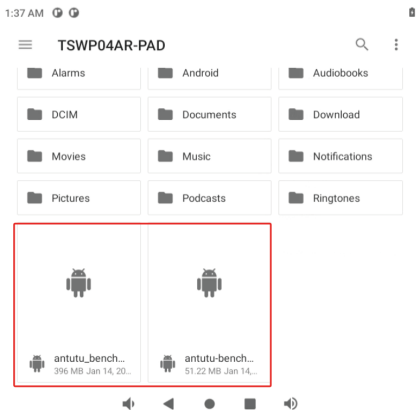 1:37 AM
TSWP04AR-PAD
Alarms
Android
Audiobooks
DCIM
Documents
Download
Movies
Music
Notifications
Pictures
Podcasts
Ringtones
antutu_bench...
396 MB Jan 14, 20...
antutu-bench...
51.22 MB Jan 14,...